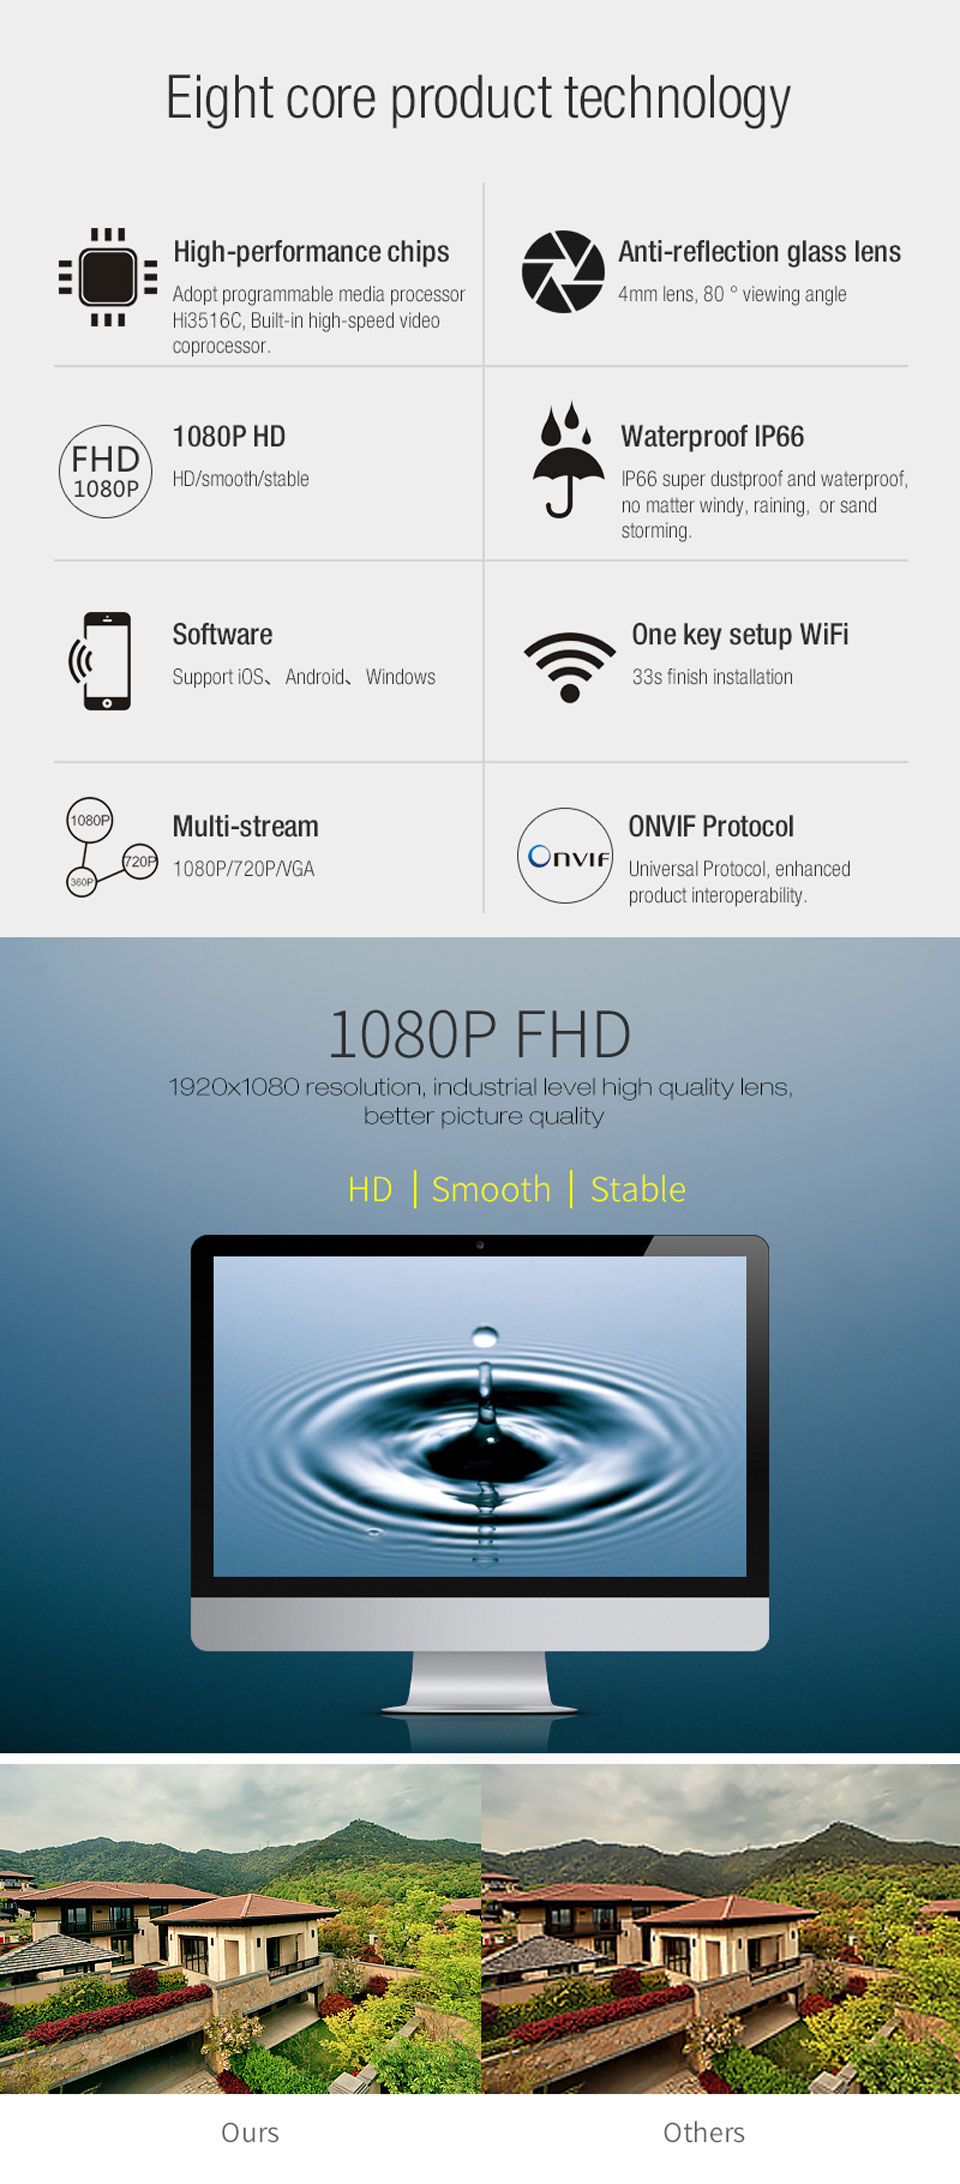 Eight core product technology
High-performance chips
Adopt programmable media processor
Hi3516C, Built-in high-speed video
coprocessor.
Anti-reflection glass lens
4mm lens, 80 ° viewing angle
FHD
1080P
1080P HD
HD/smooth/stable
Waterproof IP66
IP66 super dustproof and waterproof,
no matter windy, raining, or sand
storming.
Software
Support iOS、 Android、 Windows
One key setup WiFi
33s finish installation
1080P
720P
360P
Multi-stream
1080P/720P/VGA
ONVIF
ONVIF Protocol
Universal Protocol, enhanced
product interoperability.
1080P FHD
1920x1080 resolution, industrial level high quality lens,
better picture quality
HD | Smooth | Stable
Ours
Others